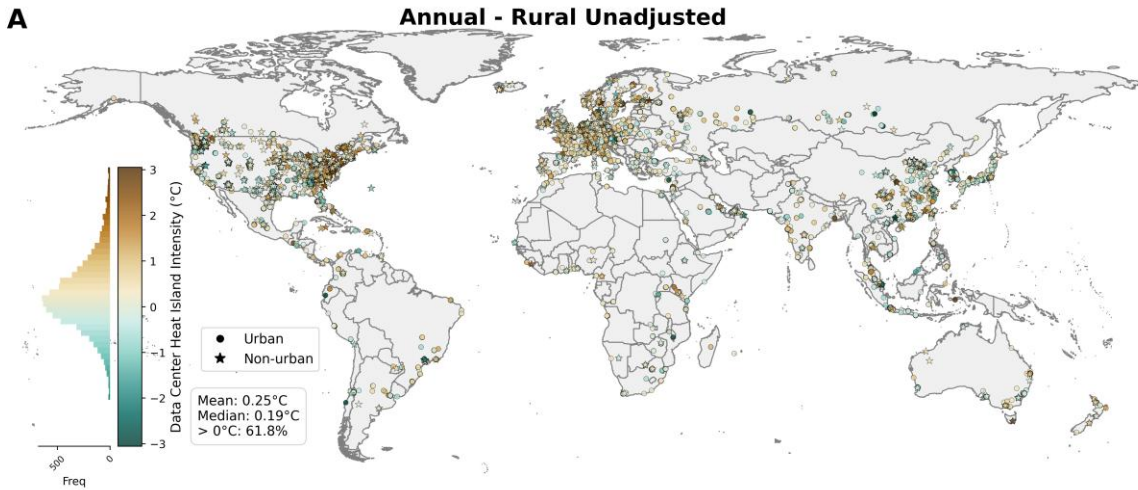 A
Annual - Rural Unadjusted
Data Center Heat Island Intensity (°C)
3
2
1
0
−1
−2
−3
500
0
Freq
Urban
Non-urban
Mean: 0.25°C
Median: 0.19°C
> 0°C: 61.8%